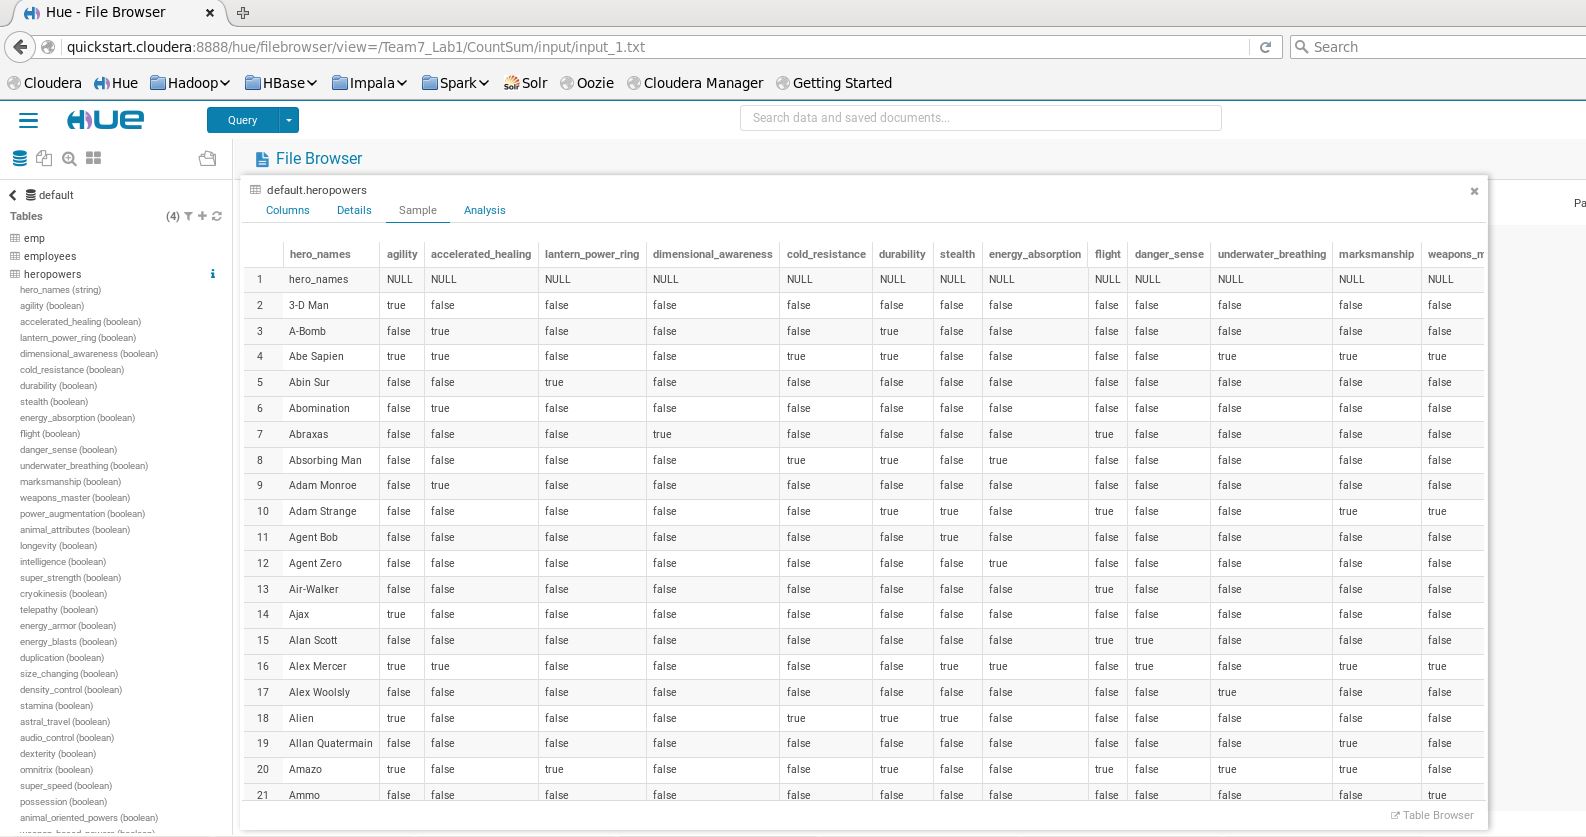 Hue - File Browser
quickstart.cloudera:8888/hue/filebrowser/view=/Team7_Lab1/CountSum/input/input_1.txt
Search
Cloudera Hue Hadoop HBase Impala Spark Solr Oozie Cloudera Manager Getting Started
HUE Query Search data and saved documents...
File Browser
default
Tables (4)
emp
employees
heropowers
hero_names (string)
agility (boolean)
accelerated_healing (boolean)
lantern_power_ring (boolean)
dimensional_awareness (boolean)
cold_resistance (boolean)
durability (boolean)
stealth (boolean)
energy_absorption (boolean)
flight (boolean)
danger_sense (boolean)
underwater_breathing (boolean)
marksmanship (boolean)
weapons_master (boolean)
power_augmentation (boolean)
animal_attributes (boolean)
longevity (boolean)
intelligence (boolean)
super_strength (boolean)
cryokinesis (boolean)
telepathy (boolean)
energy_armor (boolean)
energy_blasts (boolean)
duplication (boolean)
size_changing (boolean)
density_control (boolean)
stamina (boolean)
astral_travel (boolean)
audio_control (boolean)
dexterity (boolean)
omnitrix (boolean)
super_speed (boolean)
possession (boolean)
animal_oriented_powers (boolean)
default.heropowers
Columns Details Sample Analysis
Pa
hero_names agility accelerated_healing lantern_power_ring dimensional_awareness cold_resistance durability stealth energy_absorption flight danger_sense underwater_breathing marksmanship weapons_m
1 hero_names NULL NULL NULL NULL NULL NULL NULL NULL NULL NULL NULL NULL NULL
2 3-D Man true false false false false false false false false false false false false
3 A-Bomb false true false false false true false false false false false false false
4 Abe Sapien true true false false true true false false false false true true true
5 Abin Sur false false true false false false false false false false false false false
6 Abomination false true false false false false false false false false false false false
7 Abraxas false false false true false false false false true false false false false
8 Absorbing Man false false false false true true false true false false false false false
9 Adam Monroe false true false false false false false false false false false false false
10 Adam Strange false false false false false true true false true false false true true
11 Agent Bob false false false false false false true false false false false false false
12 Agent Zero false false false false false false false true false false false false false
13 Air-Walker false false false false false false false false true false false false false
14 Ajax true false false false false false false false false false false false false
15 Alan Scott false false false false false false false false true true false false false
16 Alex Mercer true true false false false false true true false true false true true
17 Alex Woolsly false false false false false false false false false false true false false
18 Alien true false false false true true true false false false false false false
19 Allan Quatermain false false false false false false false false false false false true false
20 Amazo true false true false false true false false true false true true false
21 Ammo false false false false false false false false false false false false true
Table Browser